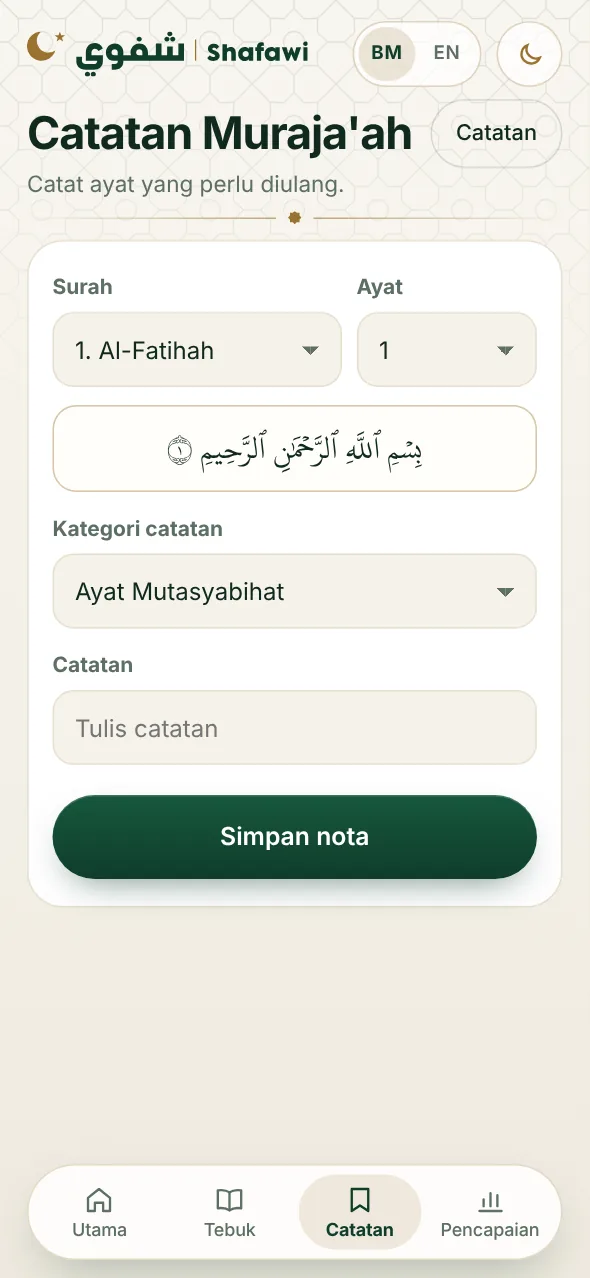 شفوي | Shafawi
BM EN
Catatan Muraja'ah
Catatan
Catat ayat yang perlu diulang.
Surah
Ayat
1. Al-Fatihah
1
بِسْمِ ٱللَّهِ ٱلرَّحْمَٰنِ ٱلرَّحِيمِ ١
Kategori catatan
Ayat Mutasyabihat
Catatan
Tulis catatan
Simpan nota
Utama
Tebuk
Catatan
Pencapaian